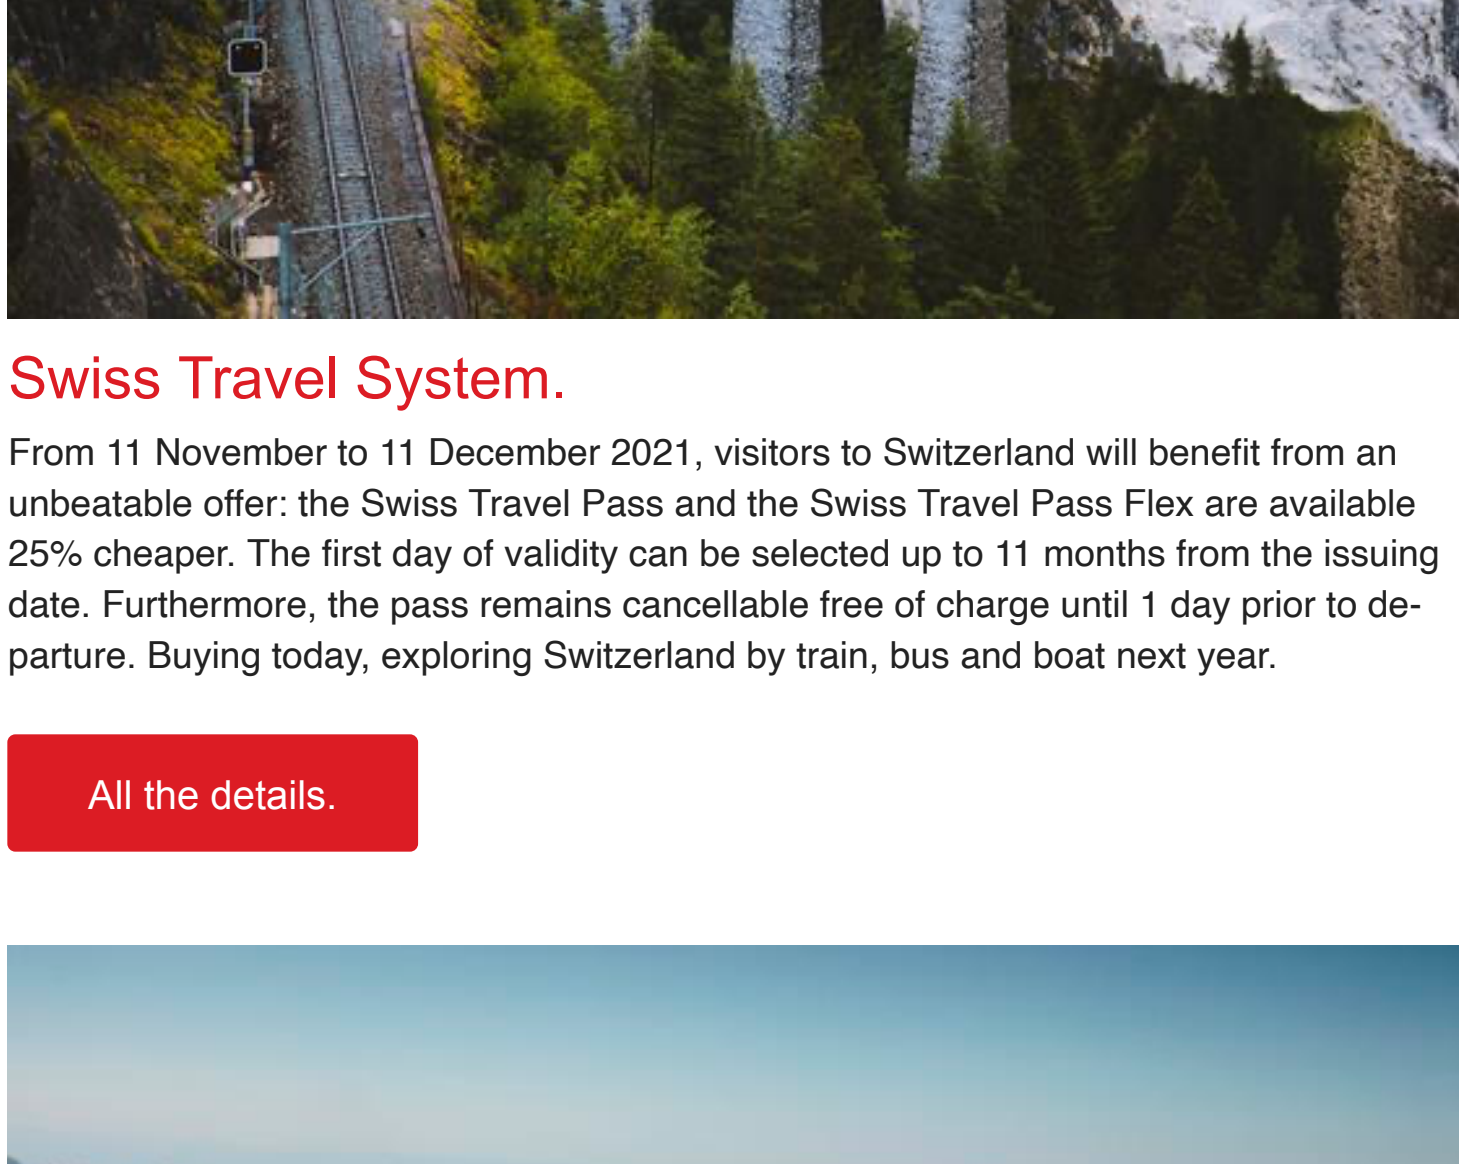 Swiss Travel System.
From 11 November to 11 December 2021, visitors to Switzerland will benefit from an
unbeatable offer: the Swiss Travel Pass and the Swiss Travel Pass Flex are available
25% cheaper. The first day of validity can be selected up to 11 months from the issuing
date. Furthermore, the pass remains cancellable free of charge until 1 day prior to de-
parture. Buying today, exploring Switzerland by train, bus and boat next year.
All the details.